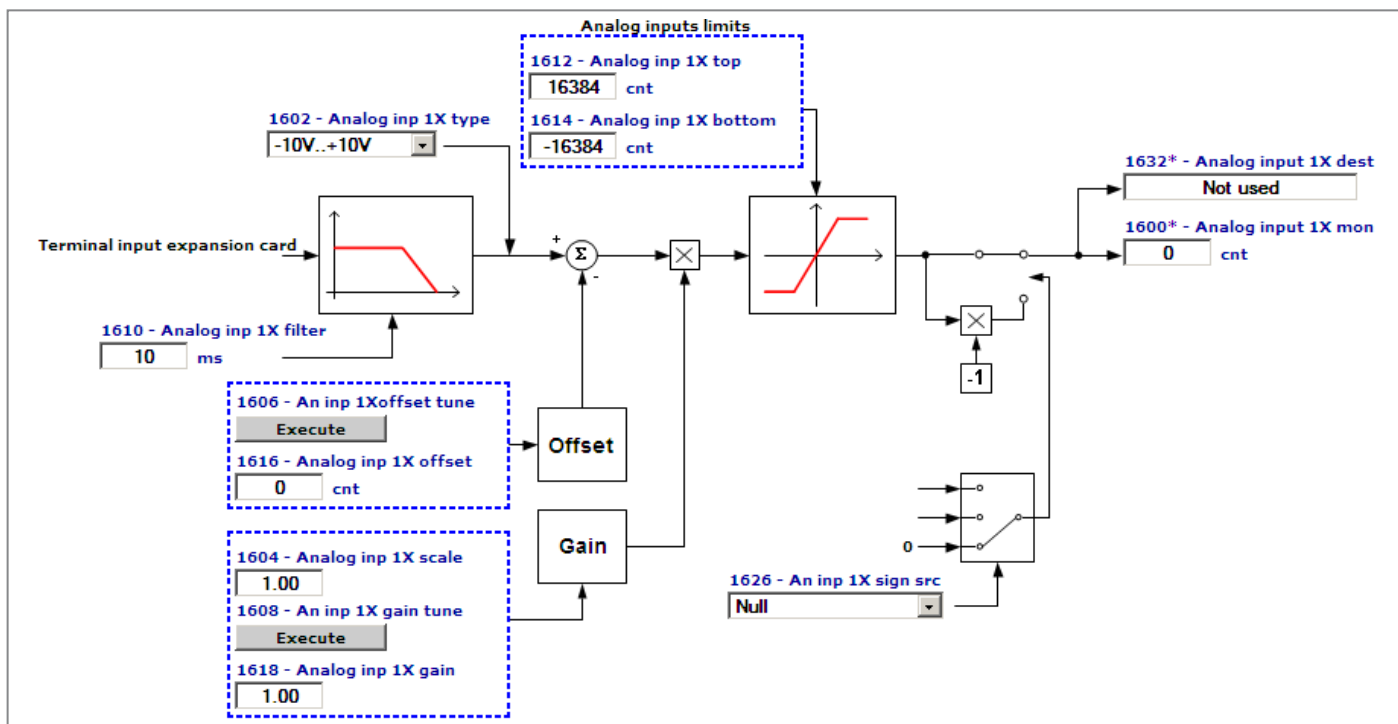 Analog inputs limits
1612 - Analog inp 1X top
16384 cnt
1614 - Analog inp 1X bottom
-16384 cnt
1602 - Analog inp 1X type
-10V..+10V
1632* - Analog input 1X dest
Not used
1600* - Analog input 1X mon
0 cnt
Terminal input expansion card
+
Σ
-
1610 - Analog inp 1X filter
10 ms
-1
1606 - An inp 1Xoffset tune
Execute
1616 - Analog inp 1X offset
0 cnt
Offset
1604 - Analog inp 1X scale
1.00
1608 - An inp 1X gain tune
Execute
1618 - Analog inp 1X gain
1.00
Gain
0
1626 - An inp 1X sign src
Null